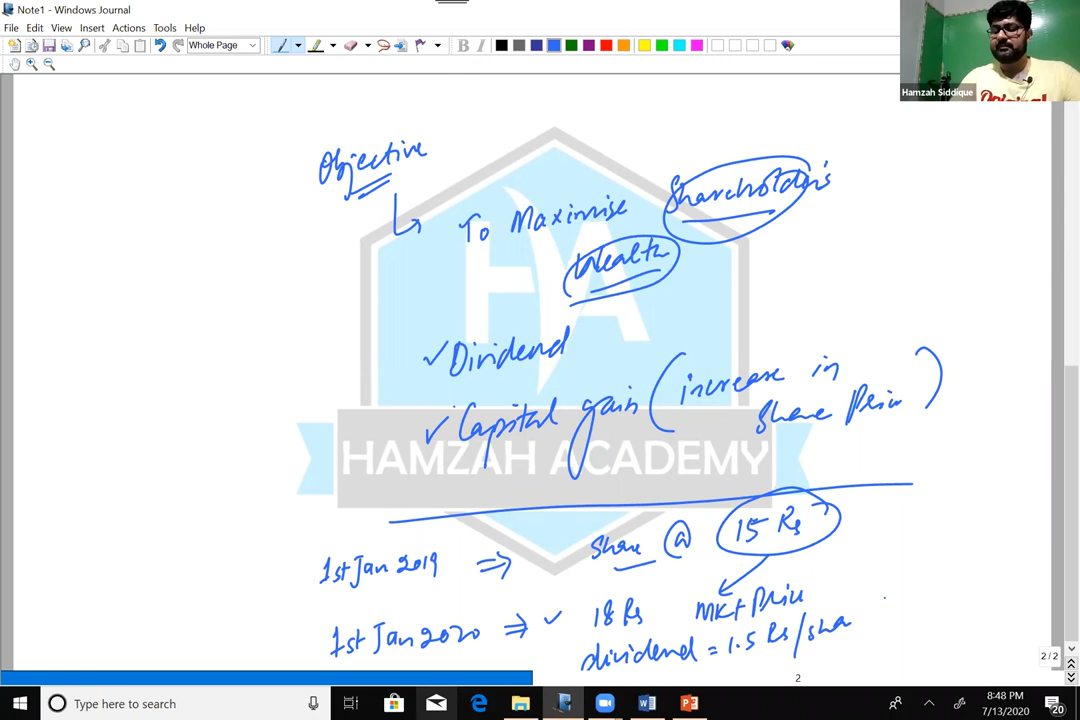 Note1 - Windows Journal
File Edit View Insert Actions Tools Help
Whole Page
B I
Hamzah Siddique
Original
Objective
To Maximise Shareholder's
Wealth
HA
Dividend
Capital gain (increase in
Share Price)
HAMZAH ACADEMY
1st Jan 2019 ⇒ Share @ 15 Rs
1st Jan 2020 ⇒ ✓ 18 Rs MKt Price
dividend = 1.5 Rs/share
2
2 / 2
Type here to search
8:48 PM
7/13/2020
20